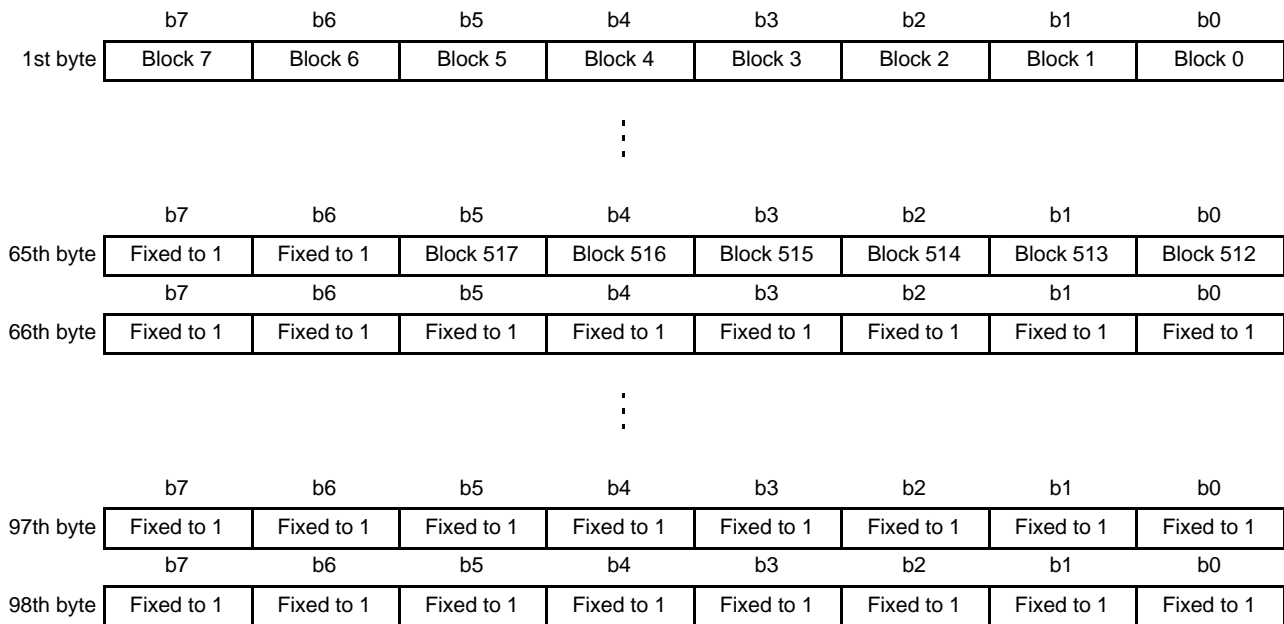 b7 b6 b5 b4 b3 b2 b1 b0
1st byte Block 7 Block 6 Block 5 Block 4 Block 3 Block 2 Block 1 Block 0
b7 b6 b5 b4 b3 b2 b1 b0
65th byte Fixed to 1 Fixed to 1 Block 517 Block 516 Block 515 Block 514 Block 513 Block 512
b7 b6 b5 b4 b3 b2 b1 b0
66th byte Fixed to 1 Fixed to 1 Fixed to 1 Fixed to 1 Fixed to 1 Fixed to 1 Fixed to 1 Fixed to 1
b7 b6 b5 b4 b3 b2 b1 b0
97th byte Fixed to 1 Fixed to 1 Fixed to 1 Fixed to 1 Fixed to 1 Fixed to 1 Fixed to 1 Fixed to 1
b7 b6 b5 b4 b3 b2 b1 b0
98th byte Fixed to 1 Fixed to 1 Fixed to 1 Fixed to 1 Fixed to 1 Fixed to 1 Fixed to 1 Fixed to 1